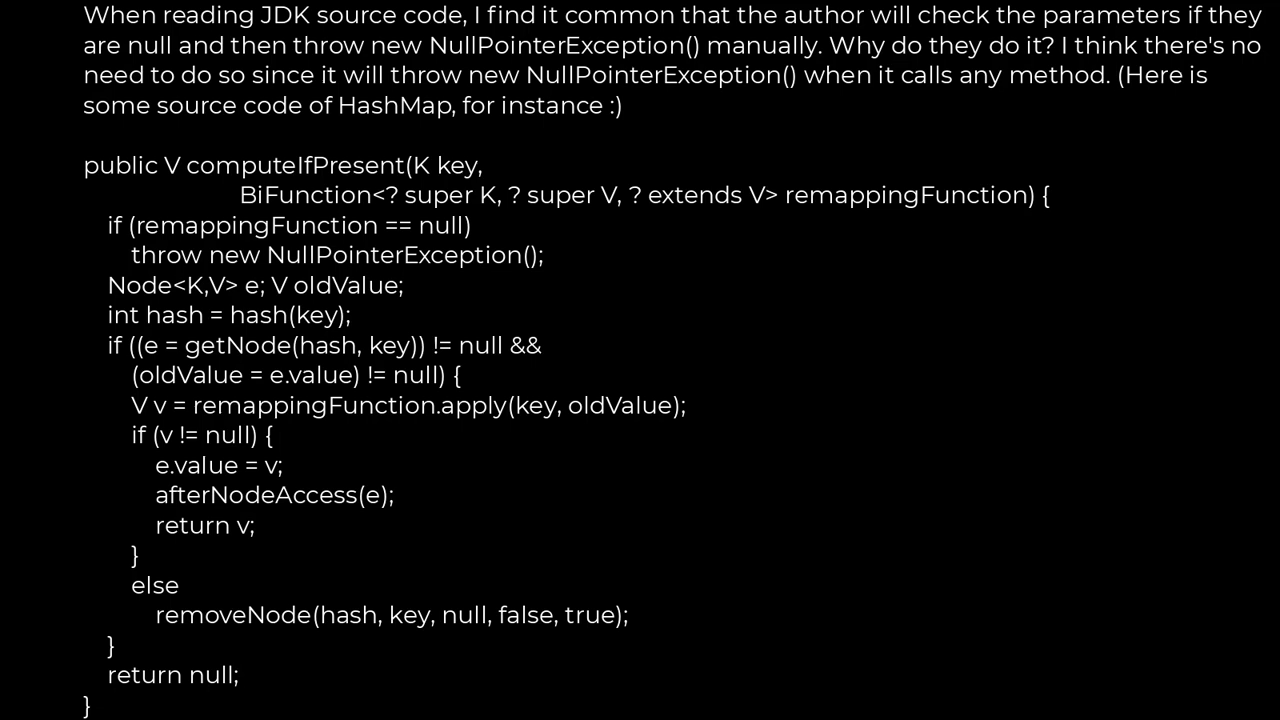 When reading JDK source code, I find it common that the author will check the parameters if they
are null and then throw new NullPointerException() manually. Why do they do it? I think there's no
need to do so since it will throw new NullPointerException() when it calls any method. (Here is
some source code of HashMap, for instance :)

public V computeIfPresent(K key,
                          BiFunction<? super K, ? super V, ? extends V> remappingFunction) {
    if (remappingFunction == null)
        throw new NullPointerException();
    Node<K,V> e; V oldValue;
    int hash = hash(key);
    if ((e = getNode(hash, key)) != null &&
        (oldValue = e.value) != null) {
        V v = remappingFunction.apply(key, oldValue);
        if (v != null) {
            e.value = v;
            afterNodeAccess(e);
            return v;
        }
        else
            removeNode(hash, key, null, false, true);
    }
    return null;
}